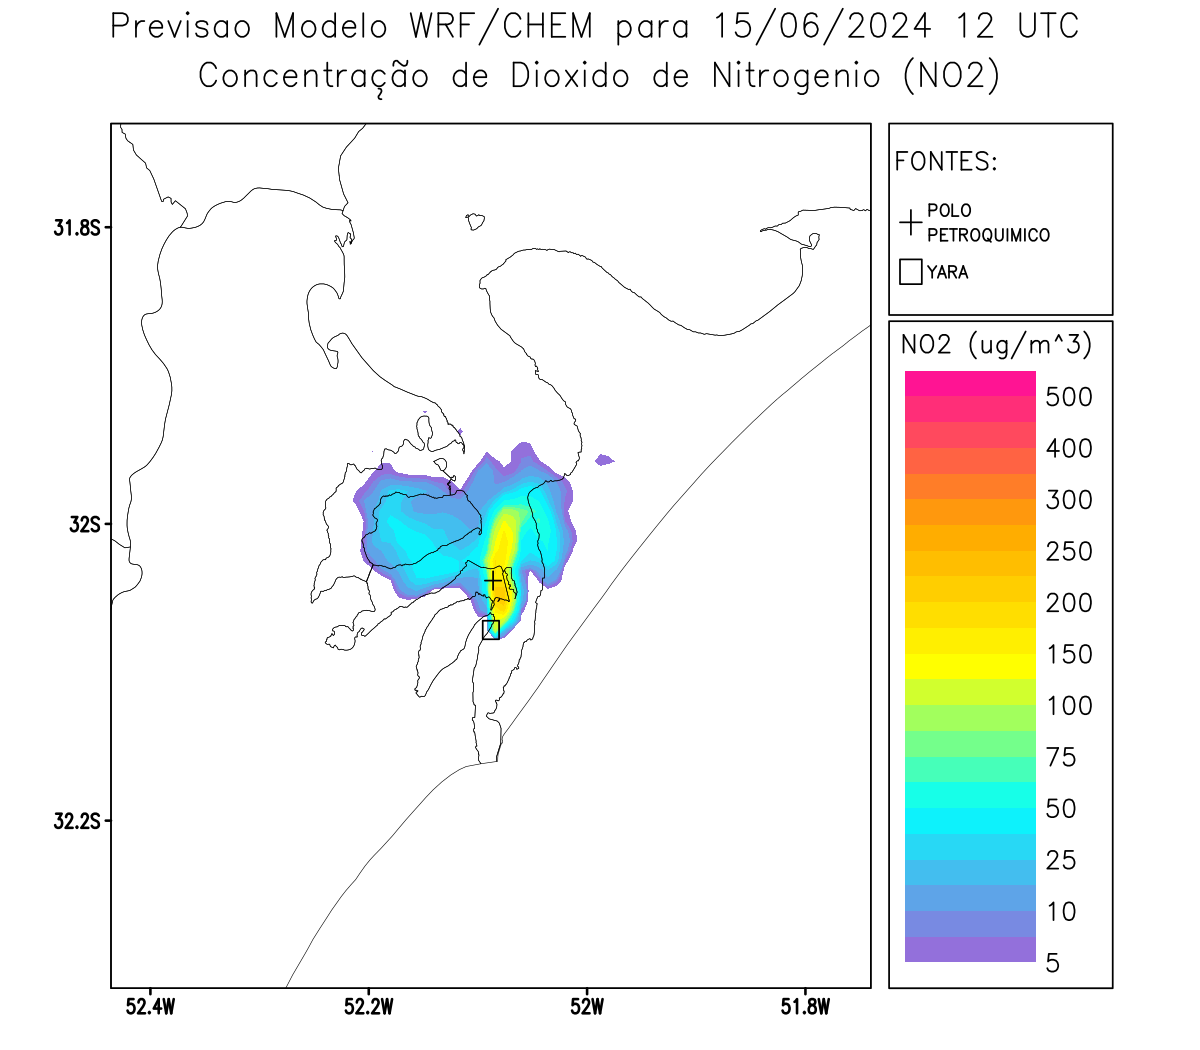 Previsao Modelo WRF/CHEM para 15/06/2024 12 UTC
Concentração de Dioxido de Nitrogenio (NO2)
FONTES:
POLO
PETROQUIMICO
YARA
NO2 (ug/m^3)
500
400
300
250
200
150
100
75
50
25
10
5
31.8S
32S
32.2S
52.4W
52.2W
52W
51.8W